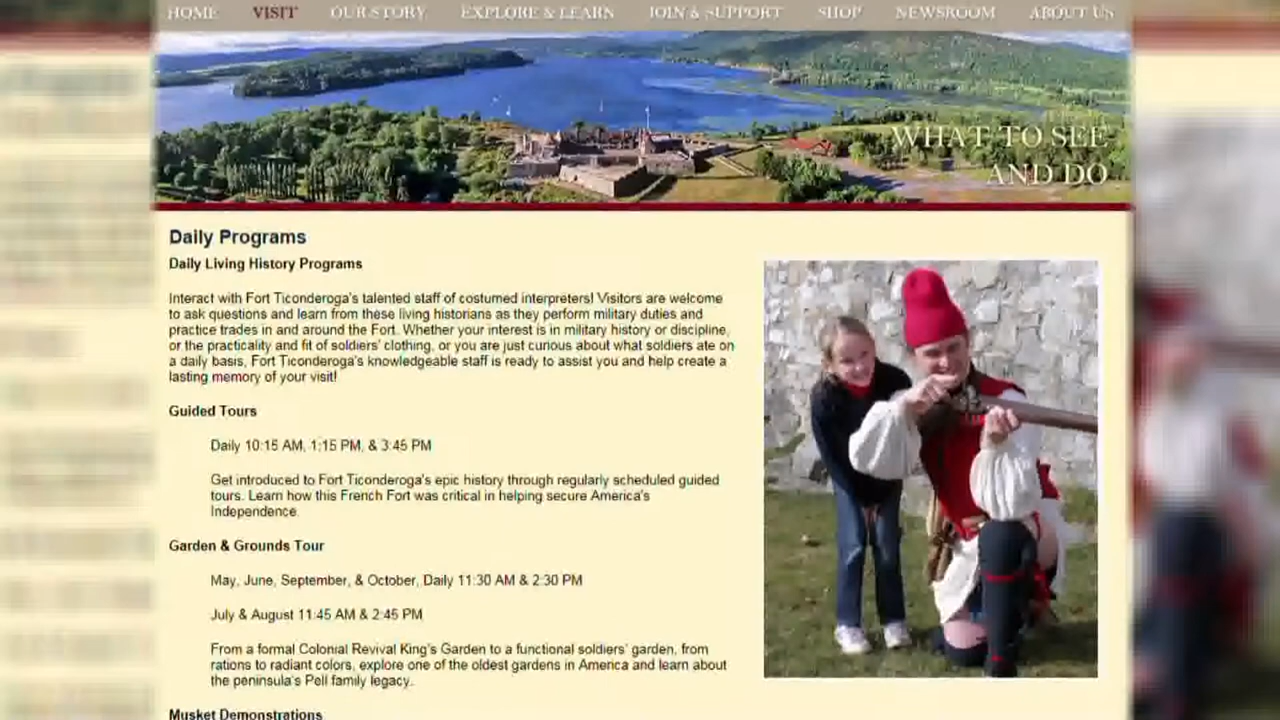 HOME VISIT OUR STORY EXPLORE & LEARN JOIN & SUPPORT SHOP NEWSROOM ABOUT US
WHAT TO SEE
AND DO
Daily Programs
Daily Living History Programs
Interact with Fort Ticonderoga's talented staff of costumed interpreters! Visitors are welcome
to ask questions and learn from these living historians as they perform military duties and
practice trades in and around the Fort. Whether your interest is in military history or discipline,
or the practicality and fit of soldiers' clothing, or you are just curious about what soldiers ate on
a daily basis, Fort Ticonderoga's knowledgeable staff is ready to assist you and help create a
lasting memory of your visit!
Guided Tours
Daily 10:15 AM, 1:15 PM, & 3:45 PM
Get introduced to Fort Ticonderoga's epic history through regularly scheduled guided
tours. Learn how this French Fort was critical in helping secure America's
Independence.
Garden & Grounds Tour
May, June, September, & October, Daily 11:30 AM & 2:30 PM
July & August 11:45 AM & 2:45 PM
From a formal Colonial Revival King's Garden to a functional soldiers' garden, from
rations to radiant colors, explore one of the oldest gardens in America and learn about
the peninsula's Pell family legacy.
Musket Demonstrations